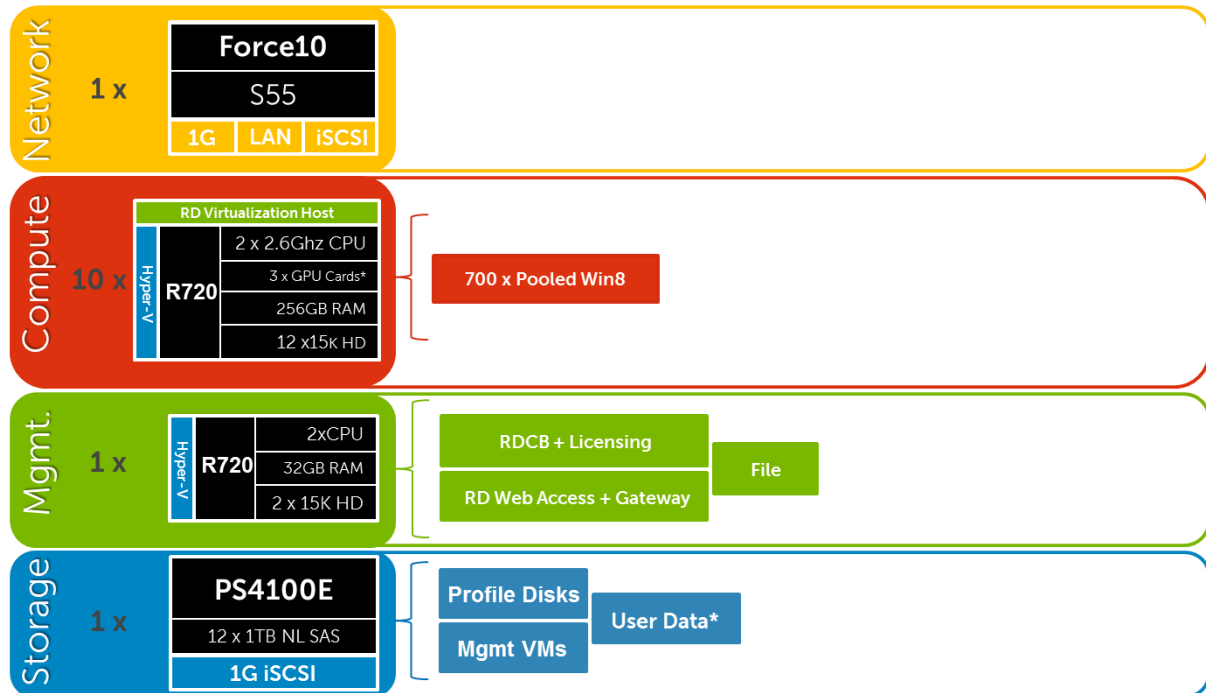 Network
1 x
Force10
S55
1G LAN iSCSI
Compute
10 x
RD Virtualization Host
Hyper-V
R720
2 x 2.6Ghz CPU
3 x GPU Cards*
256GB RAM
12 x15K HD
700 x Pooled Win8
Mgmt.
1 x
Hyper-V
R720
2xCPU
32GB RAM
2 x 15K HD
RDCB + Licensing
RD Web Access + Gateway
File
Storage
1 x
PS4100E
12 x 1TB NL SAS
1G iSCSI
Profile Disks
Mgmt VMs
User Data*